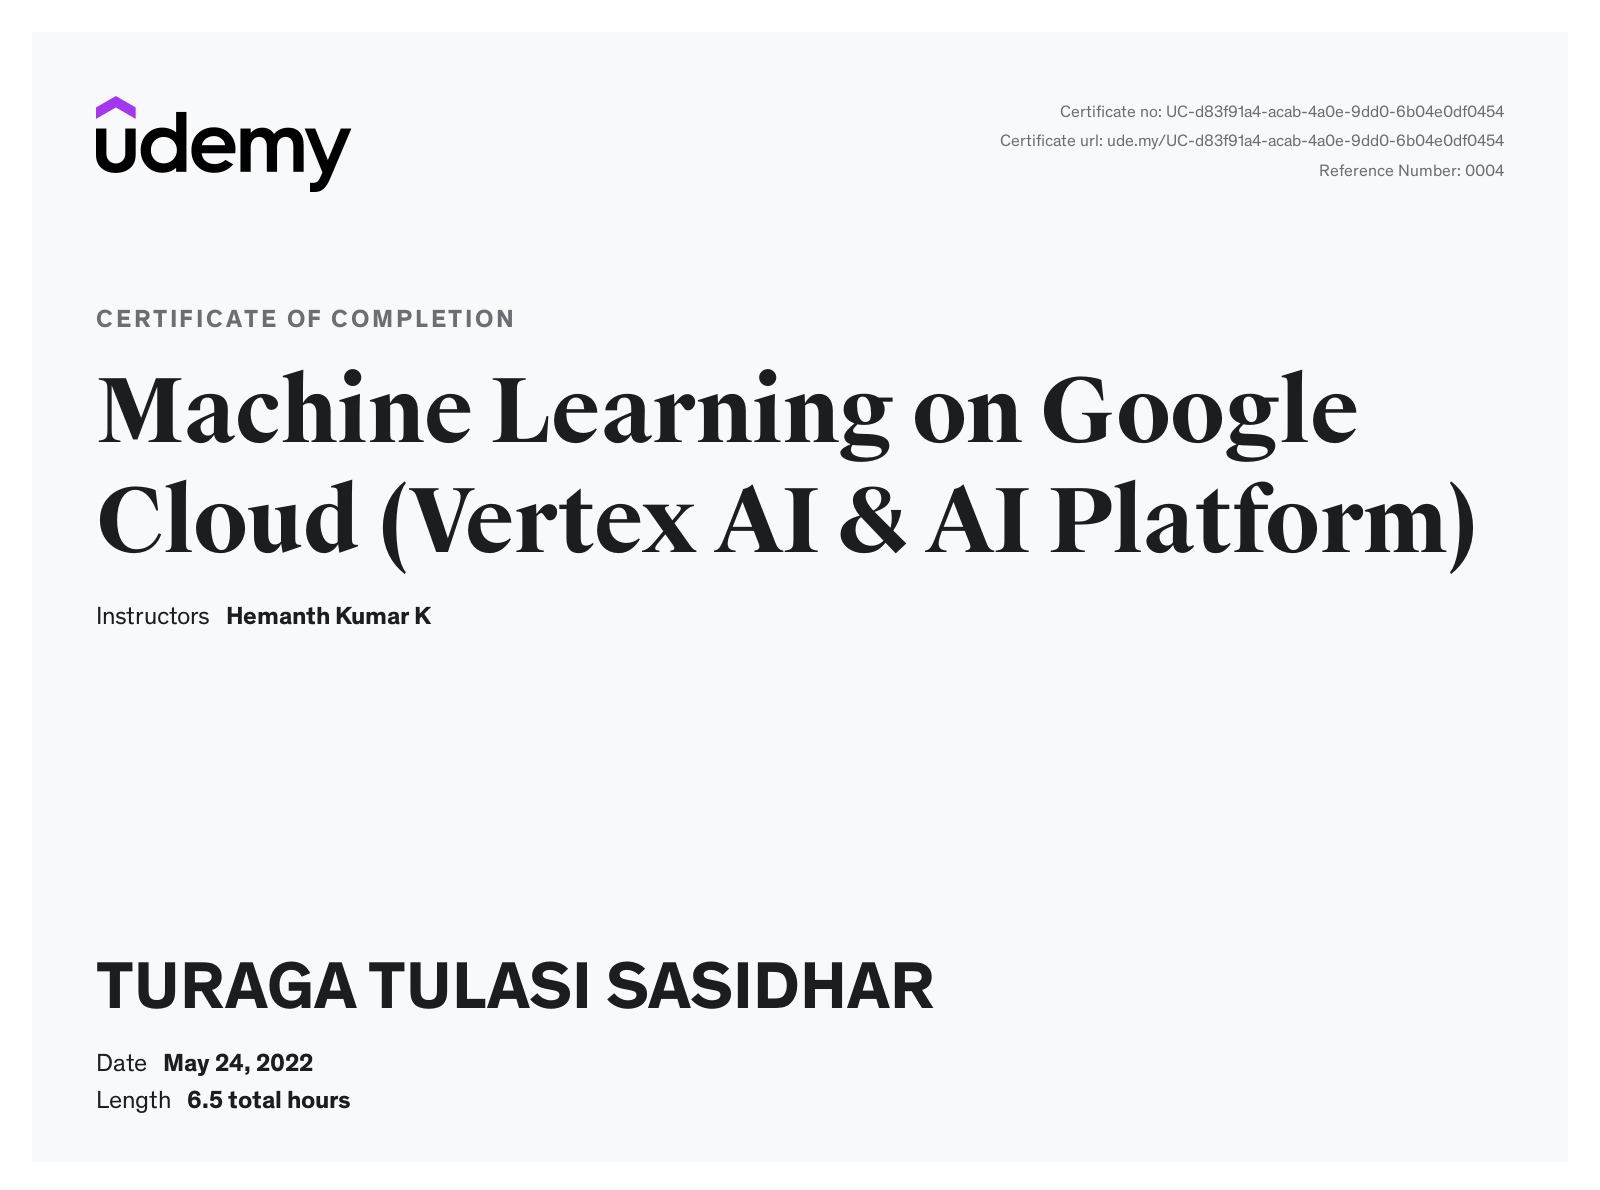 udemy
Certificate no: UC-d83f91a4-acab-4a0e-9dd0-6b04e0df0454
Certificate url: ude.my/UC-d83f91a4-acab-4a0e-9dd0-6b04e0df0454
Reference Number: 0004
CERTIFICATE OF COMPLETION
Machine Learning on Google
Cloud (Vertex AI & AI Platform)
Instructors Hemanth Kumar K
TURAGA TULASI SASIDHAR
Date May 24, 2022
Length 6.5 total hours